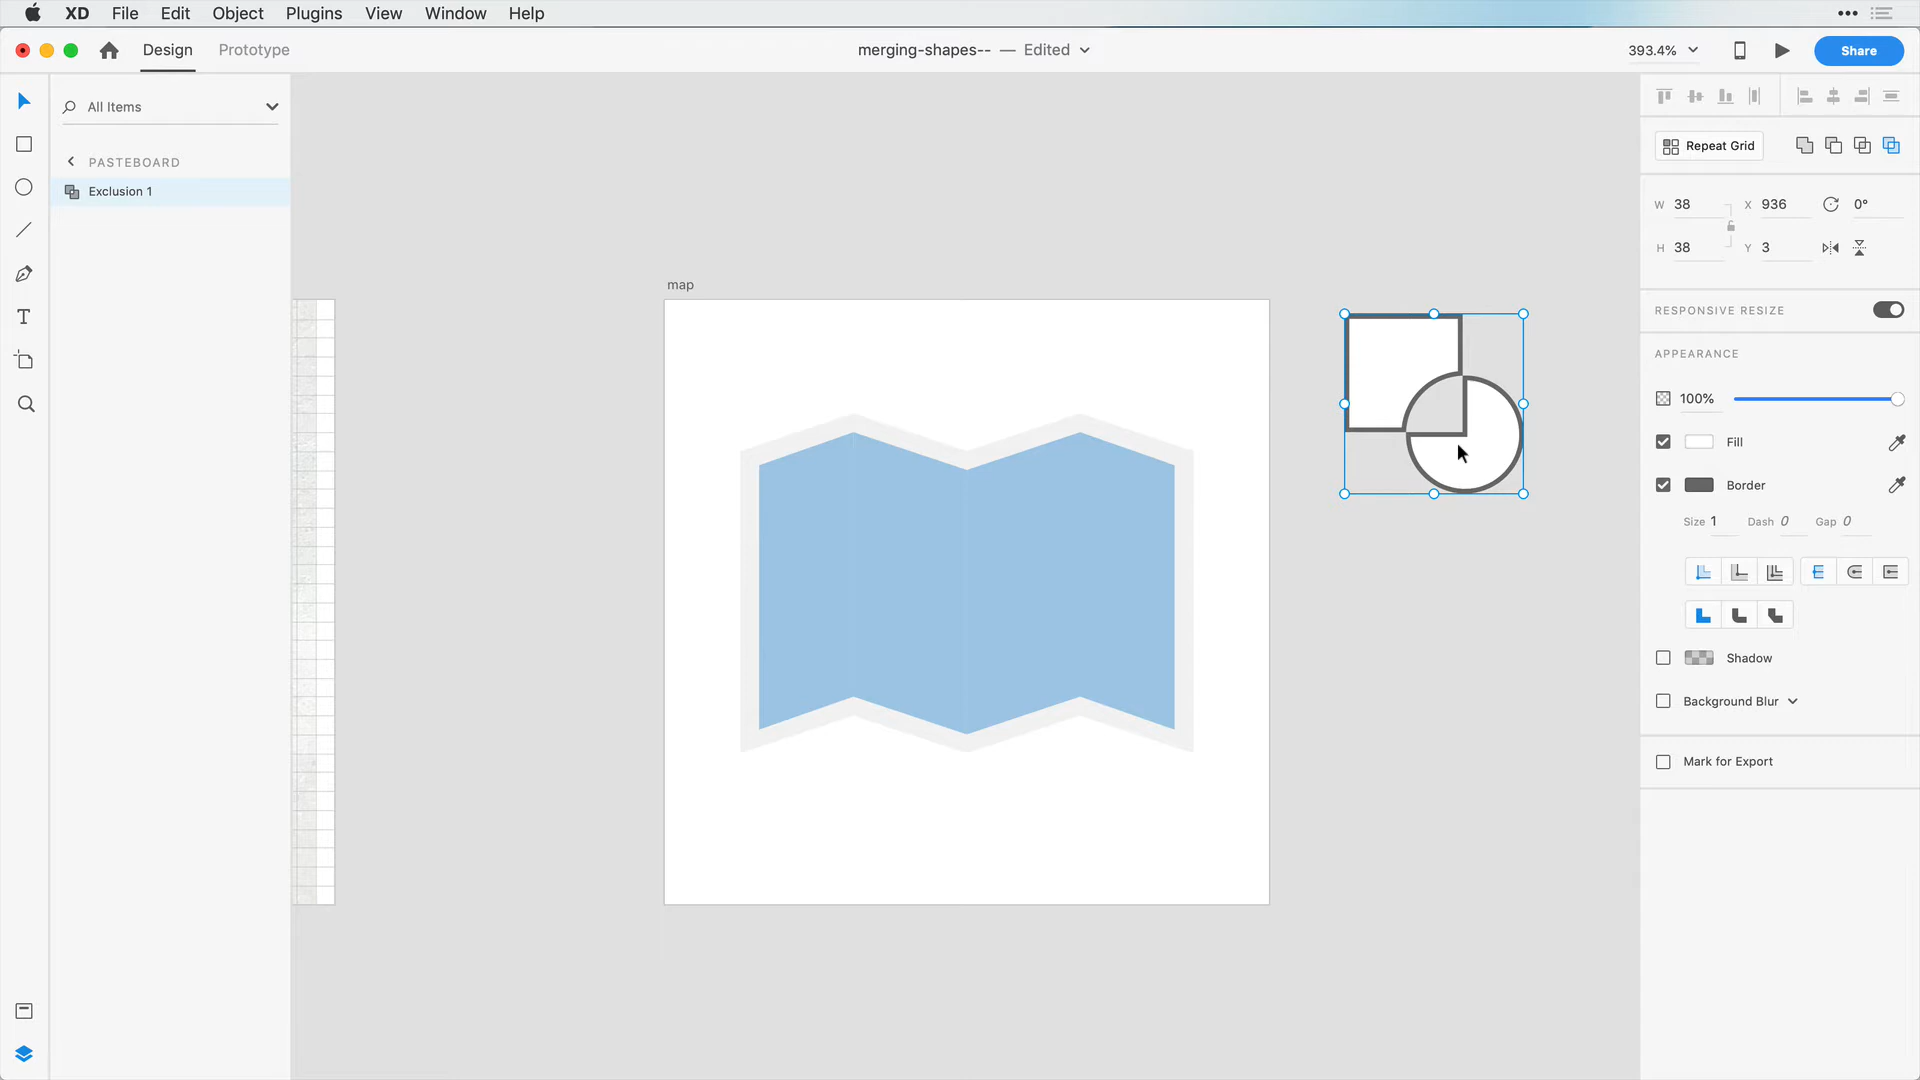 XD File Edit Object Plugins View Window Help
Design Prototype
merging-shapes-- — Edited
393.4%
Share
All Items
PASTEBOARD
Exclusion 1
map
Repeat Grid
W 38 X 936 0°
H 38 Y 3
RESPONSIVE RESIZE
APPEARANCE
100%
Fill
Border
Size 1 Dash 0 Gap 0
Shadow
Background Blur
Mark for Export